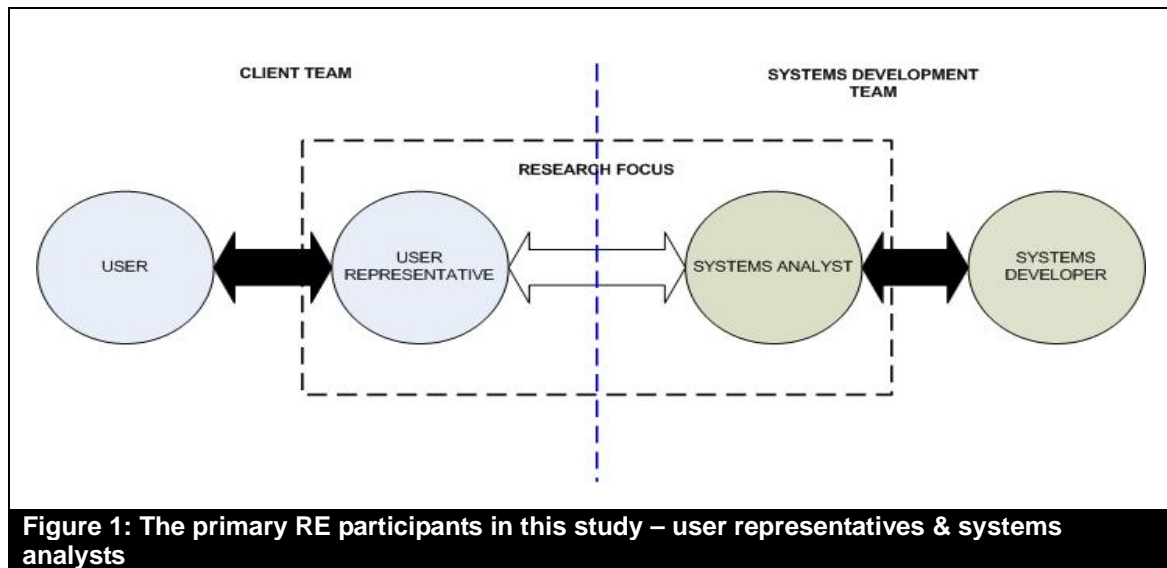 CLIENT TEAM
SYSTEMS DEVELOPMENT
TEAM
RESEARCH FOCUS
USER
USER
REPRESENTATIVE
SYSTEMS ANALYST
SYSTEMS
DEVELOPER
Figure 1: The primary RE participants in this study – user representatives & systems
analysts